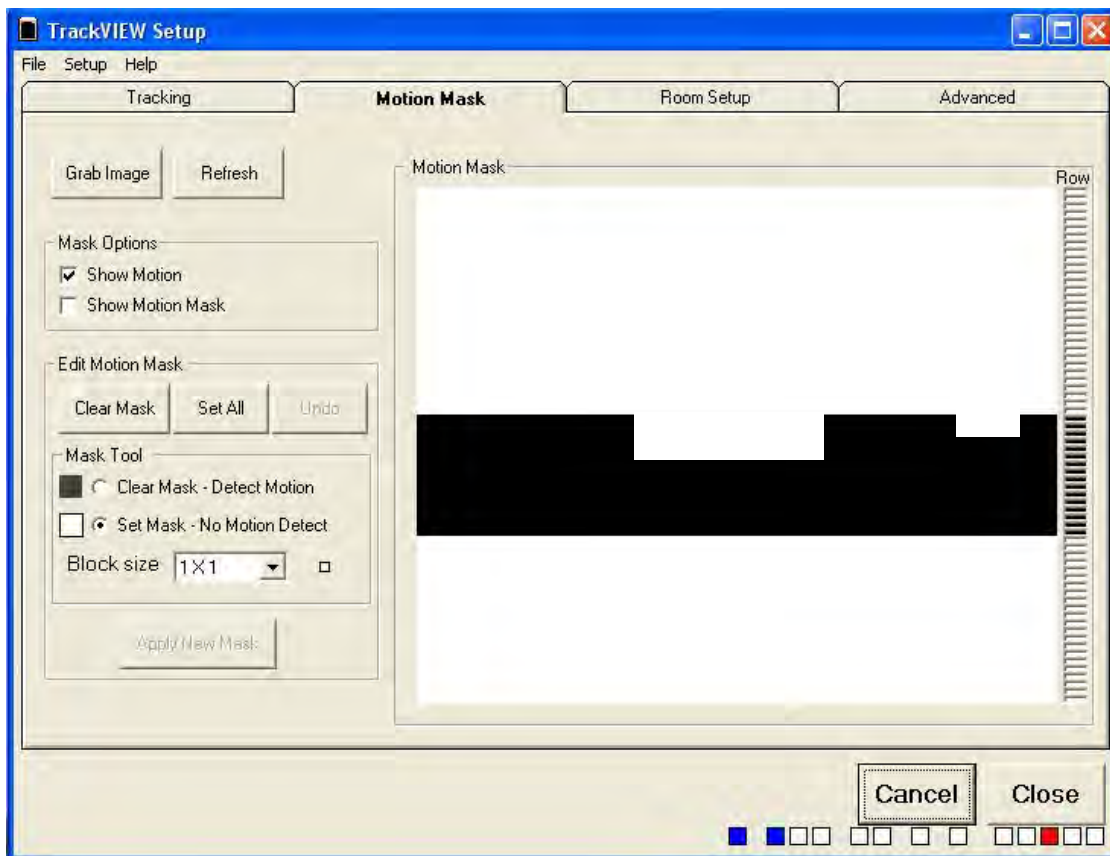 TrackVIEW Setup
File Setup Help
Tracking Motion Mask Room Setup Advanced
Grab Image Refresh
Motion Mask
Row
Mask Options
Show Motion
Show Motion Mask
Edit Motion Mask
Clear Mask Set All Undo
Mask Tool
Clear Mask - Detect Motion
Set Mask - No Motion Detect
Block size 1X1
Apply New Mask
Cancel Close